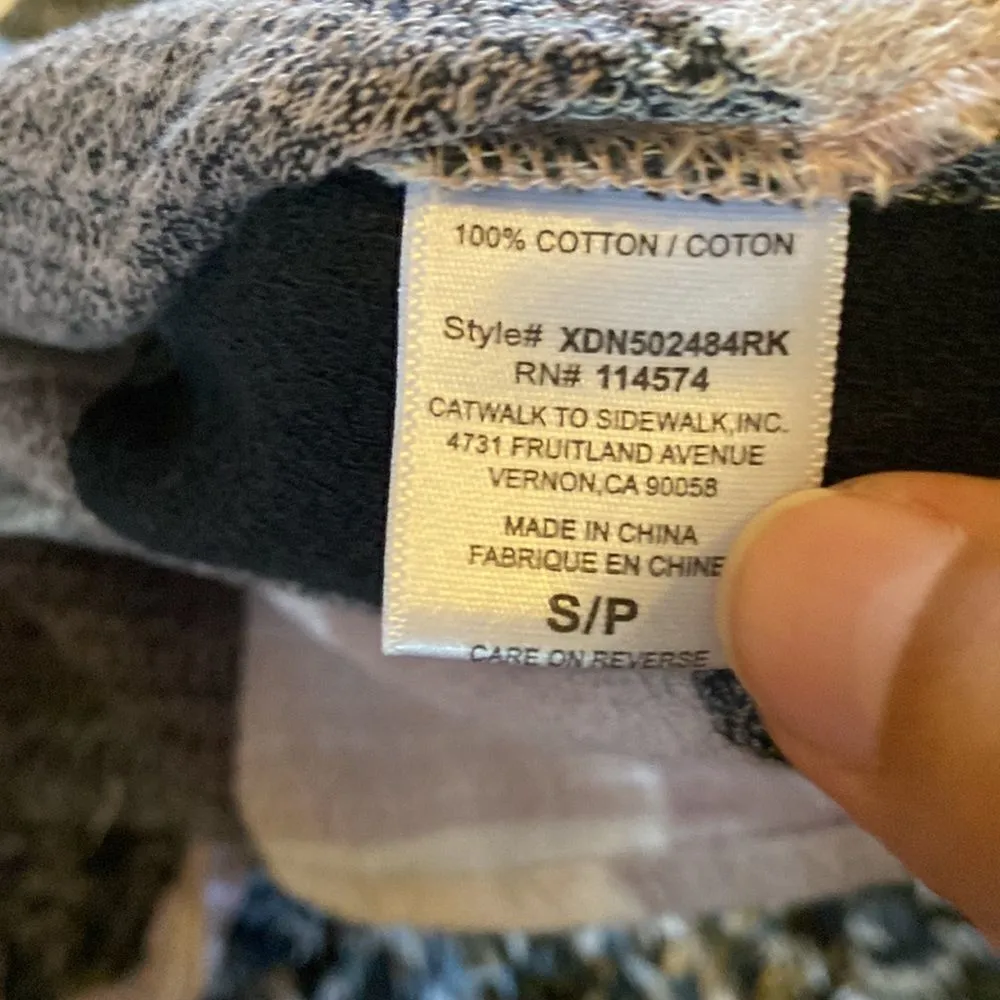 100% COTTON / COTON
Style# XDN502484RK
RN# 114574
CATWALK TO SIDEWALK,INC.
4731 FRUITLAND AVENUE
VERNON,CA 90058
MADE IN CHINA
FABRIQUE EN CHINE
S/P
CARE ON REVERSE